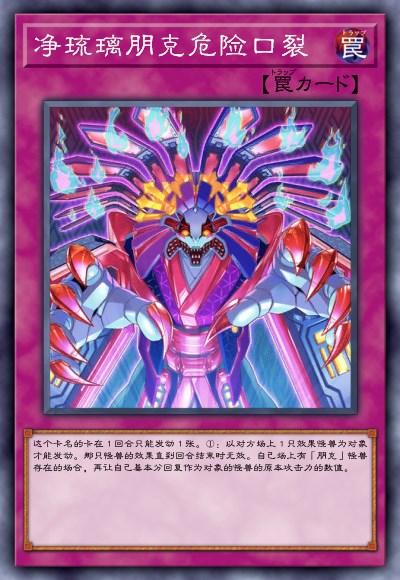 净琉璃朋克危险口裂
罠
トラップ
【罠カード】
トラップ
这个卡名的卡在1回合只能发动1张。①：以对方场上1只效果怪兽为对象
才能发动。那只怪兽的效果直到回合结束时无效。自己场上有「朋克」怪兽
存在的场合，再让自己基本分回复作为对象的怪兽的原本攻击力的数值。